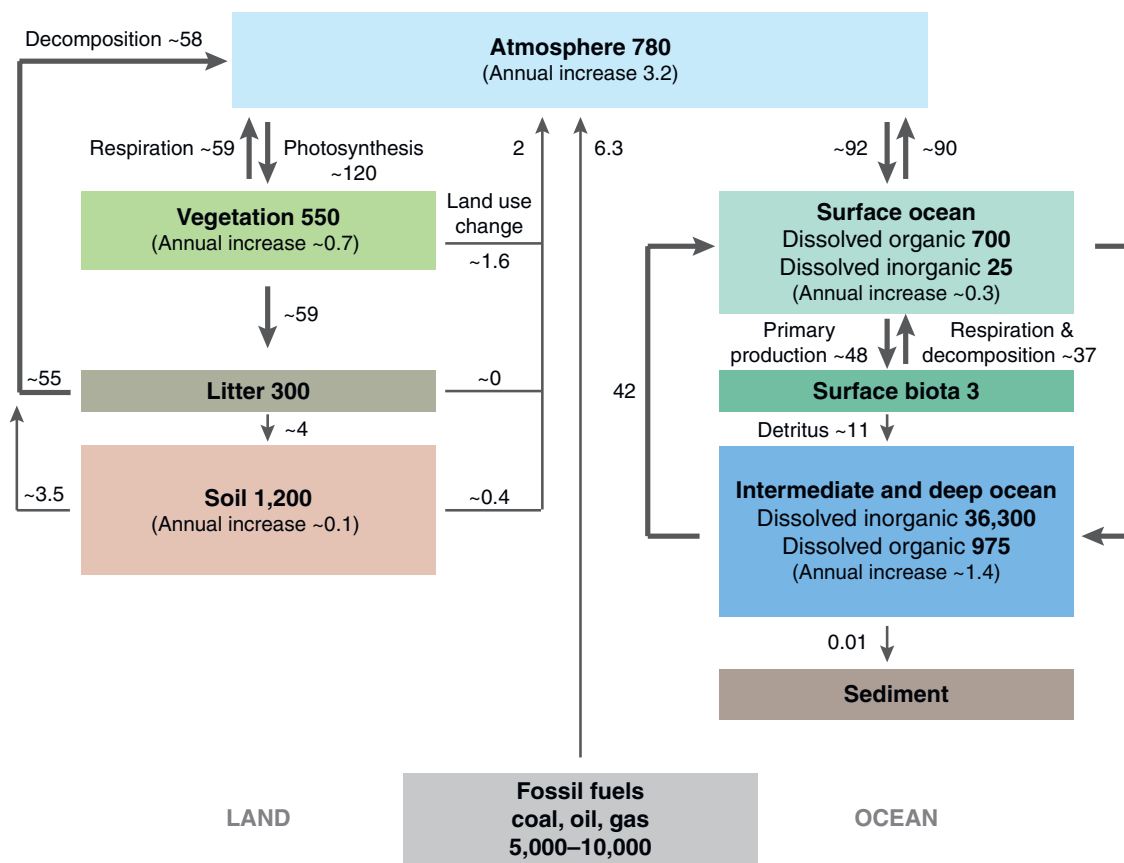 Decomposition ~58
Atmosphere 780
(Annual increase 3.2)
Respiration ~59
Photosynthesis
~120
2
6.3
~92
~90
Vegetation 550
(Annual increase ~0.7)
Land use
change
~1.6
Surface ocean
Dissolved organic 700
Dissolved inorganic 25
(Annual increase ~0.3)
~59
Primary
production ~48
Respiration &
decomposition ~37
~55
Litter 300
~0
42
Surface biota 3
~4
Detritus ~11
~3.5
Soil 1,200
(Annual increase ~0.1)
~0.4
Intermediate and deep ocean
Dissolved inorganic 36,300
Dissolved organic 975
(Annual increase ~1.4)
0.01
Sediment
Fossil fuels
coal, oil, gas
5,000–10,000
LAND
OCEAN